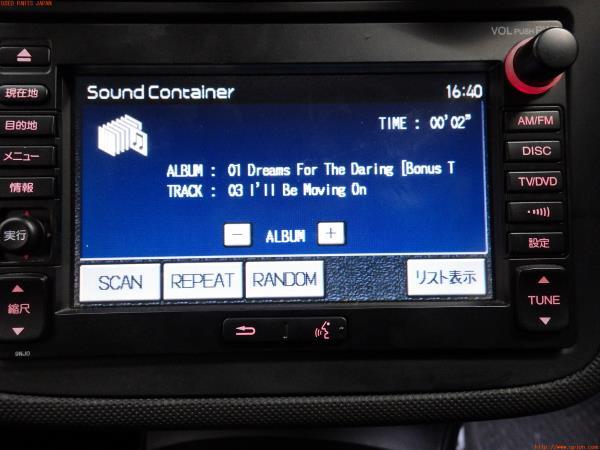 USED PARTS JAPAN
VOL PUSH
Sound Container
16:40
TIME : 00'02"
ALBUM : 01 Dreams For The Daring [Bonus T
TRACK : 03 I'll Be Moving On
- ALBUM +
SCAN REPEAT RANDOM リスト表示
現在地
目的地
メニュー
情報
実行
縮尺
AM/FM
DISC
TV/DVD
設定
TUNE